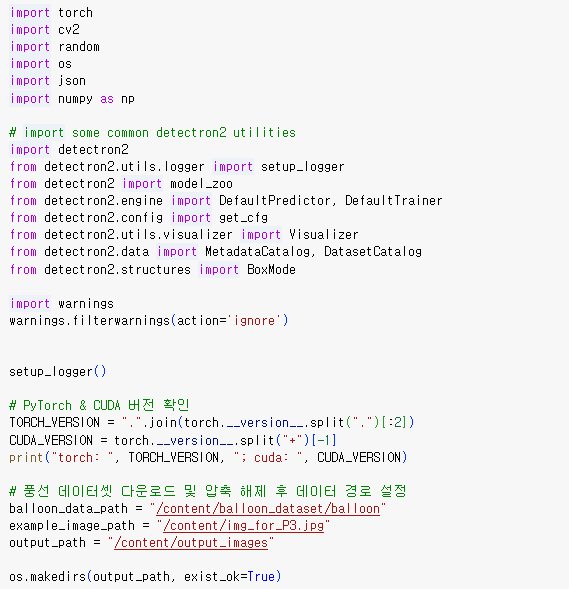 import torch
import cv2
import random
import os
import json
import numpy as np
# import some common detectron2 utilities
import detectron2
from detectron2.utils.logger import setup_logger
from detectron2 import model_zoo
from detectron2.engine import DefaultPredictor, DefaultTrainer
from detectron2.config import get_cfg
from detectron2.utils.visualizer import Visualizer
from detectron2.data import MetadataCatalog, DatasetCatalog
from detectron2.structures import BoxMode
import warnings
warnings.filterwarnings(action='ignore')
setup_logger()
# PyTorch & CUDA 버전 확인
TORCH_VERSION = ".".join(torch.__version__.split(".")[:2])
CUDA_VERSION = torch.__version__.split("+")[-1]
print("torch: ", TORCH_VERSION, "; cuda: ", CUDA_VERSION)
# 풍선 데이터셋 다운로드 및 압축 해제 후 데이터 경로 설정
balloon_data_path = "/content/balloon_dataset/balloon"
example_image_path = "/content/img_for_P3.jpg"
output_path = "/content/output_images"
os.makedirs(output_path, exist_ok=True)